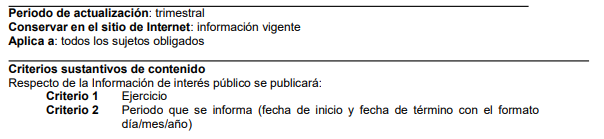 Periodo de actualización: trimestral
Conservar en el sitio de Internet: información vigente
Aplica a: todos los sujetos obligados
Criterios sustantivos de contenido
Respecto de la Información de interés público se publicará:
Criterio 1 Ejercicio
Criterio 2 Periodo que se informa (fecha de inicio y fecha de término con el formato
día/mes/año)